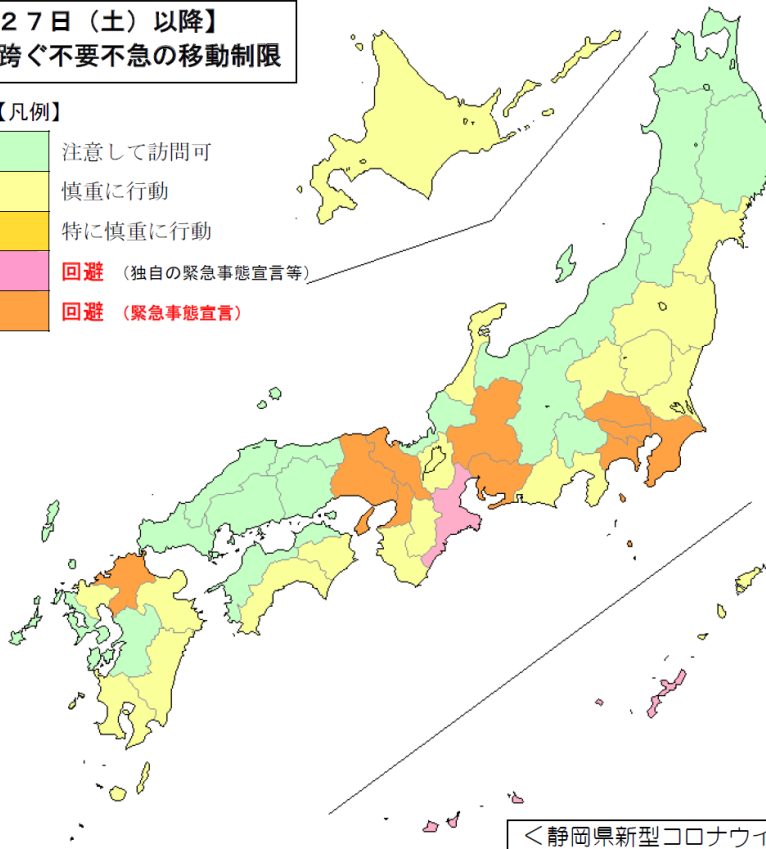 ２７日（土）以降】
跨ぐ不要不急の移動制限
【凡例】
注意して訪問可
慎重に行動
特に慎重に行動
回避（独自の緊急事態宣言等）
回避（緊急事態宣言）
＜静岡県新型コロナウィ